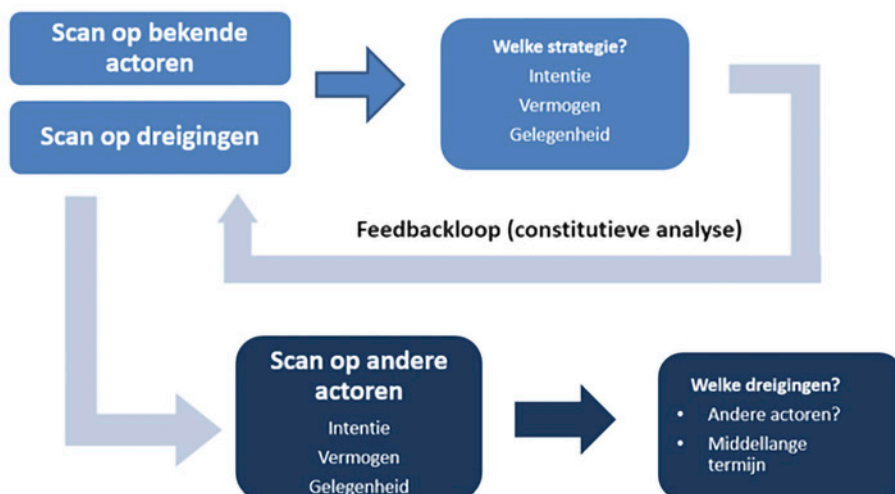 Scan op bekende
actoren
Scan op dreigingen
Welke strategie?
Intentie
Vermogen
Gelegenheid
Feedbackloop (constitutieve analyse)
Scan op andere
actoren
Intentie
Vermogen
Gelegenheid
Welke dreigingen?
• Andere actoren?
• Middellange
termijn